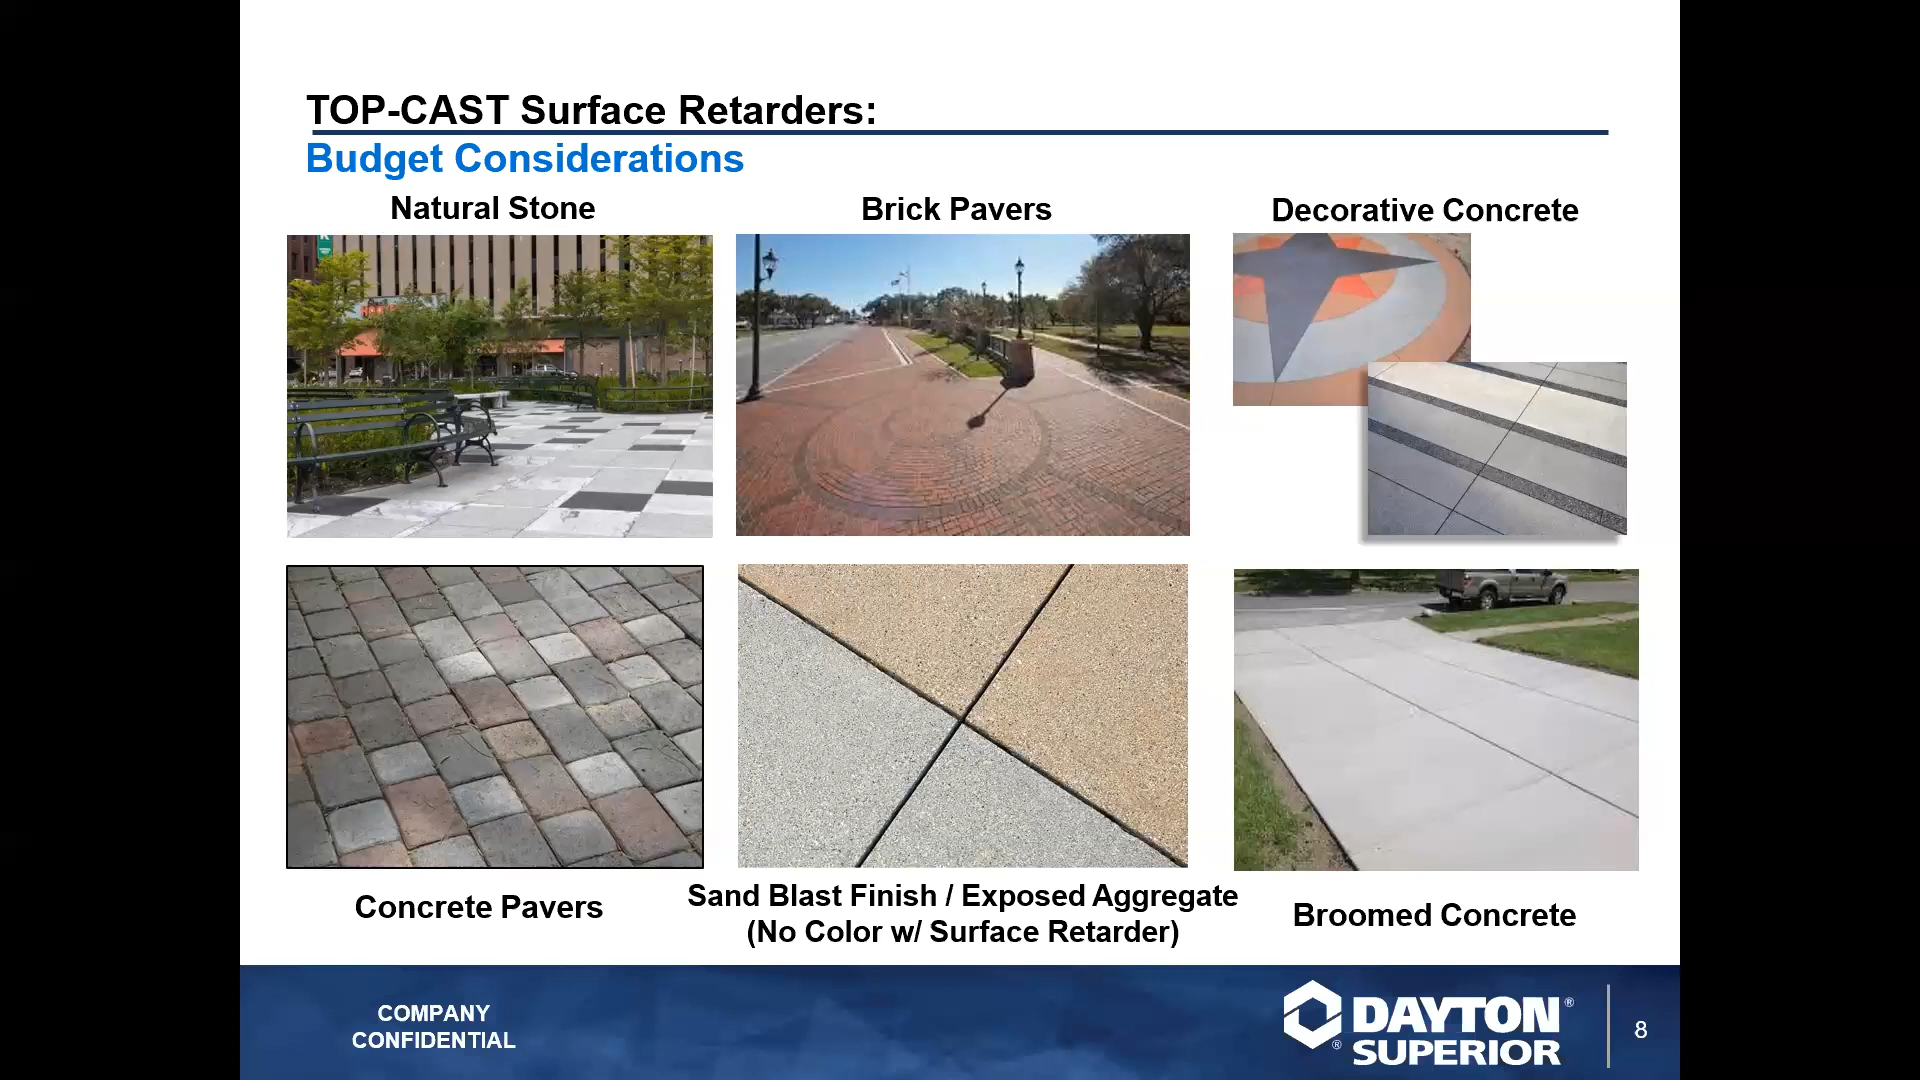 TOP-CAST Surface Retarders:
Budget Considerations
Natural Stone
Brick Pavers
Decorative Concrete
Concrete Pavers
Sand Blast Finish / Exposed Aggregate
(No Color w/ Surface Retarder)
Broomed Concrete
COMPANY
CONFIDENTIAL
DAYTON®
®SUPERIOR
8